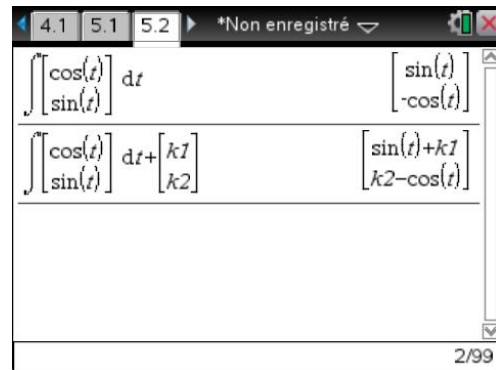 4.1 5.1 5.2 *Non enregistré
∫[cos(t) sin(t)] dt [sin(t) -cos(t)]
∫[cos(t) sin(t)] dt+[k1 k2] [sin(t)+k1 k2−cos(t)]
2/99